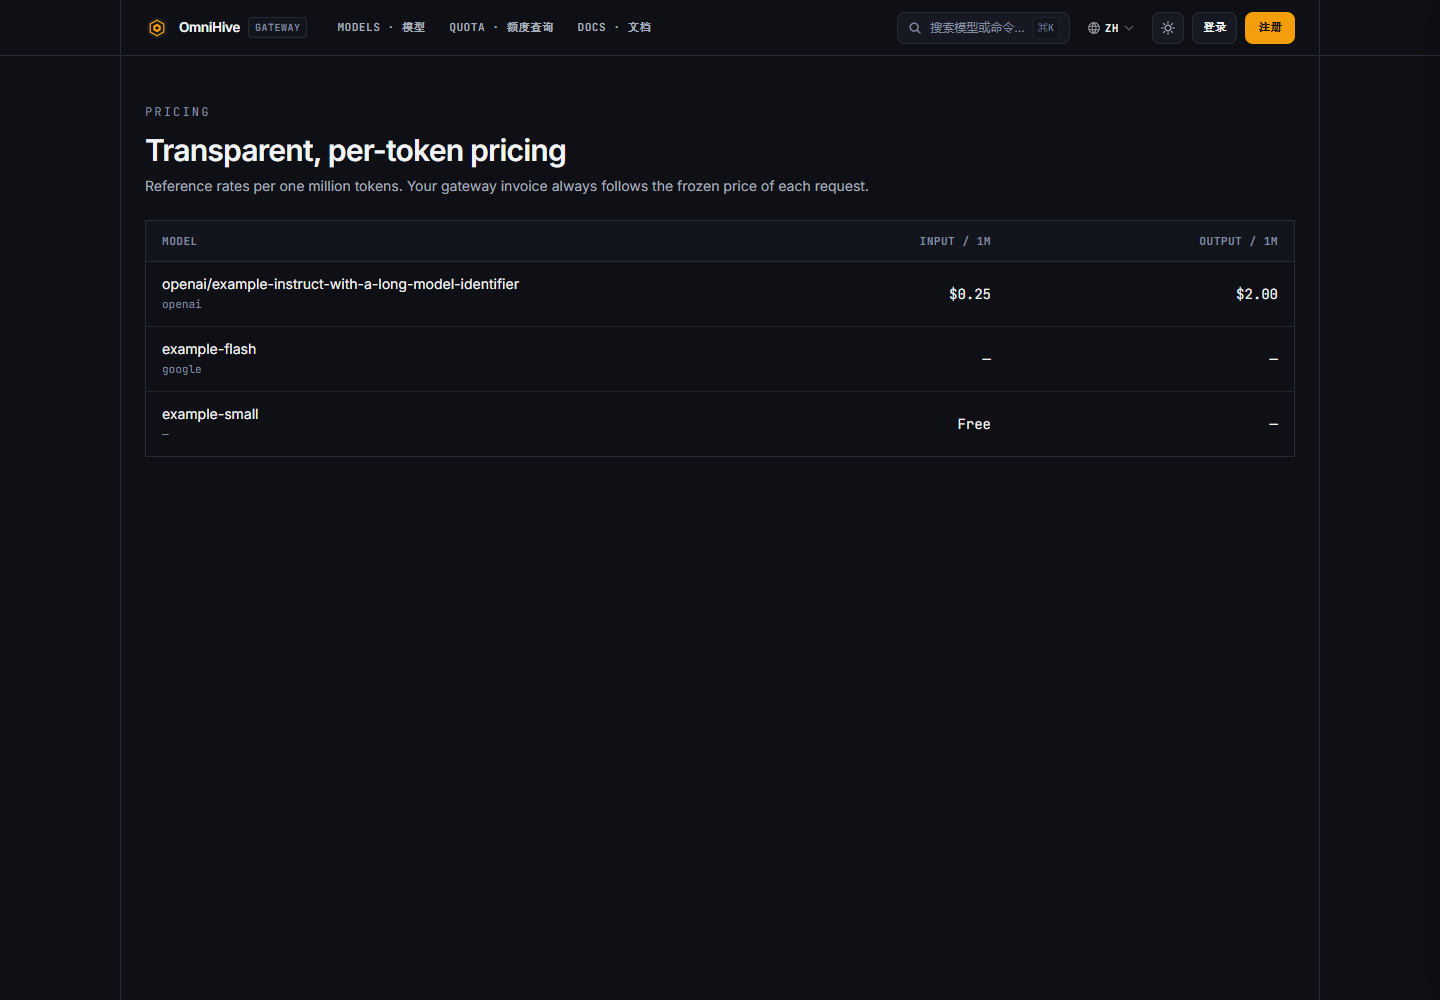 OmniHive GATEWAY MODELS · 模型 QUOTA · 额度查询 DOCS · 文档 搜索模型或命令... ⌘K ZH 登录 注册
PRICING
Transparent, per-token pricing
Reference rates per one million tokens. Your gateway invoice always follows the frozen price of each request.
MODEL INPUT / 1M OUTPUT / 1M
openai/example-instruct-with-a-long-model-identifier
openai
$0.25 $2.00
example-flash
google
— —
example-small
—
Free —